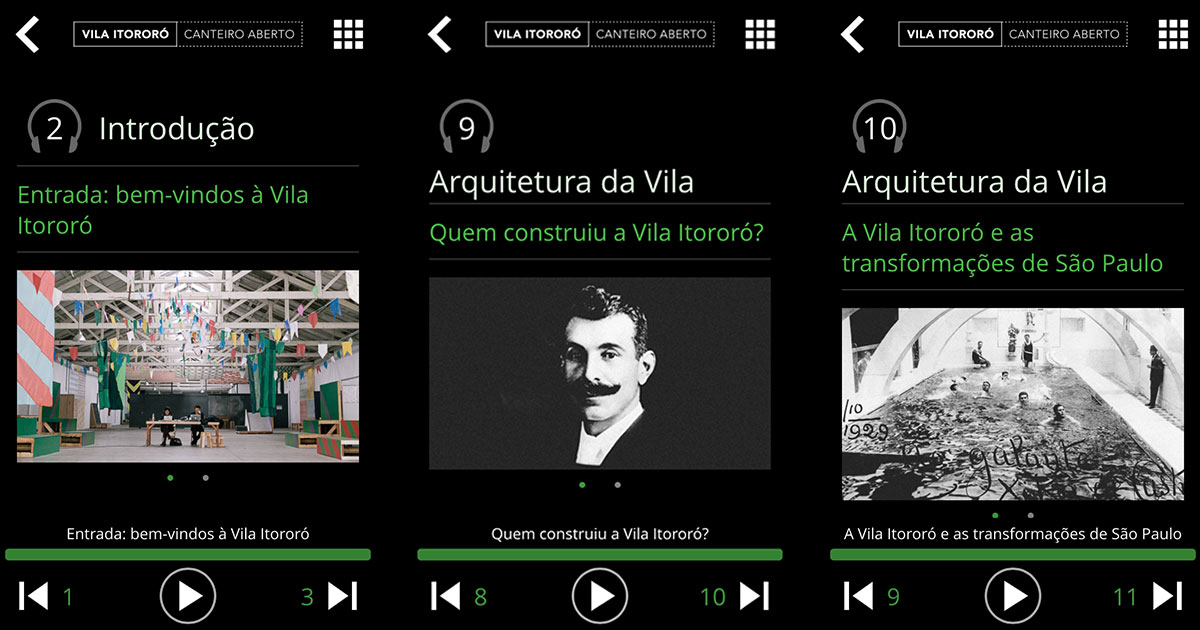 VILA ITORORÓ CANTEIRO ABERTO
2 Introdução
Entrada: bem-vindos à Vila
Itororó
Entrada: bem-vindos à Vila Itororó
1
3
VILA ITORORÓ CANTEIRO ABERTO
9
Arquitetura da Vila
Quem construiu a Vila Itororó?
Quem construiu a Vila Itororó?
8
10
VILA ITORORÓ CANTEIRO ABERTO
10
Arquitetura da Vila
A Vila Itororó e as
transformações de São Paulo
/10
1929
A Vila Itororó e as transformações de São Paulo
9
11